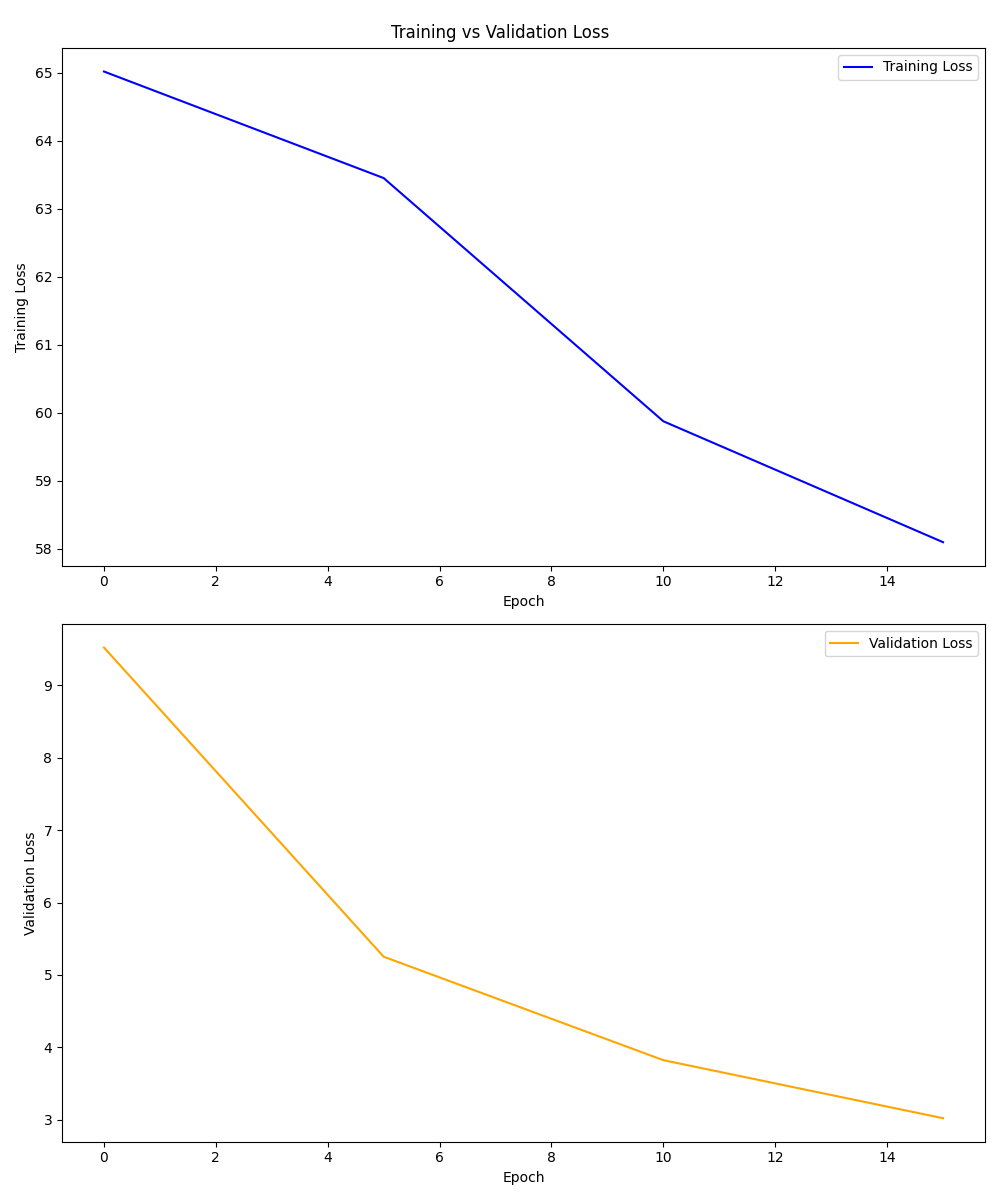 Training vs Validation Loss
Training Loss
65
64
63
62
61
60
59
58
Training Loss
0 2 4 6 8 10 12 14
Epoch
Validation Loss
9
8
7
6
5
4
3
Validation Loss
0 2 4 6 8 10 12 14
Epoch